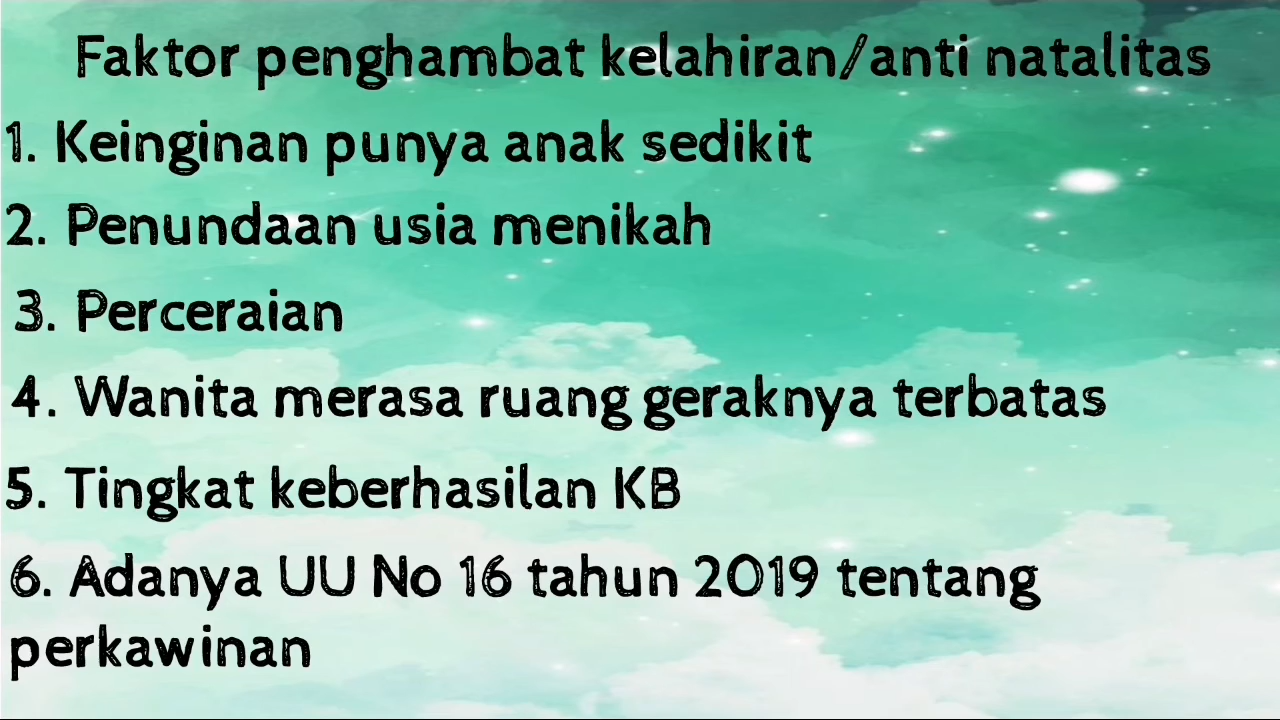 Faktor penghambat kelahiran/anti natalitas
1. Keinginan punya anak sedikit
2. Penundaan usia menikah
3. Perceraian
4. Wanita merasa ruang geraknya terbatas
5. Tingkat keberhasilan KB
6. Adanya UU No 16 tahun 2019 tentang
perkawinan